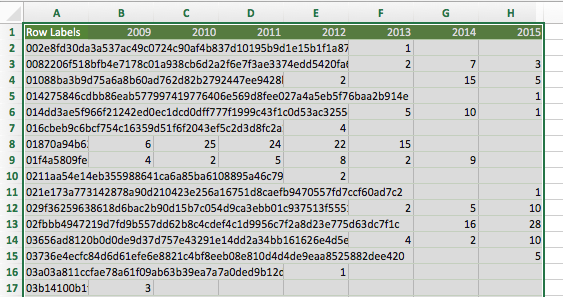 A B C D E F G H
1 Row Labels 2009 2010 2011 2012 2013 2014 2015
2 002e8fd30da3a537ac49c0724c90af4b837d10195b9d1e15b1f1a87 1
3 0082206f518bfb4e7178c01a938cb6d2a2f6e7f3ae3374edd5420fa 2 7 3
4 01088ba3b9d75a6a8b60ad762d82b2792447ee9428 2 15 5
5 014275846cdbb86eab577997419776406e569d8fee027a4a5eb5f76baa2b914e 1
6 014dd3ae5f966f21242ed0ec1dcd0dff777f1999c43f1c0d53ac3255 5 10 1
7 016cbeb9c6bcf754c16359d51f6f2043ef5c2d3d8fc2a 4
8 01870a94b6 6 25 24 22 15
9 01f4a5809fe 4 2 5 8 2 9
10 0211aa54e14eb355988641ca6a85ba6108895a46c79 2
11 021e173a773142878a90d210423e256a16751d8caefb9470557fd7ccf60ad7c2 1
12 029f36259638618d6bac2b90d15b7c054d9ca3ebb01c937513f555 2 5 10
13 02fbbb4947219d7fd9b557dd62b8c4cdef4c1d9956c7f2a8d23e775d63dc7f1c 16 28
14 03656ad8120b0d0de9d37d757e43291e14dd2a34bb161626e4d5e 4 2 10
15 03736e4ecfc84d6d61efe6e8821c4bf8eeb08e810d4d4de9eaa8525882dee420 5
16 03a03a811ccfae78a61f09ab63b39ea7a7a0ded9b12c 1
17 03b14100b1 3